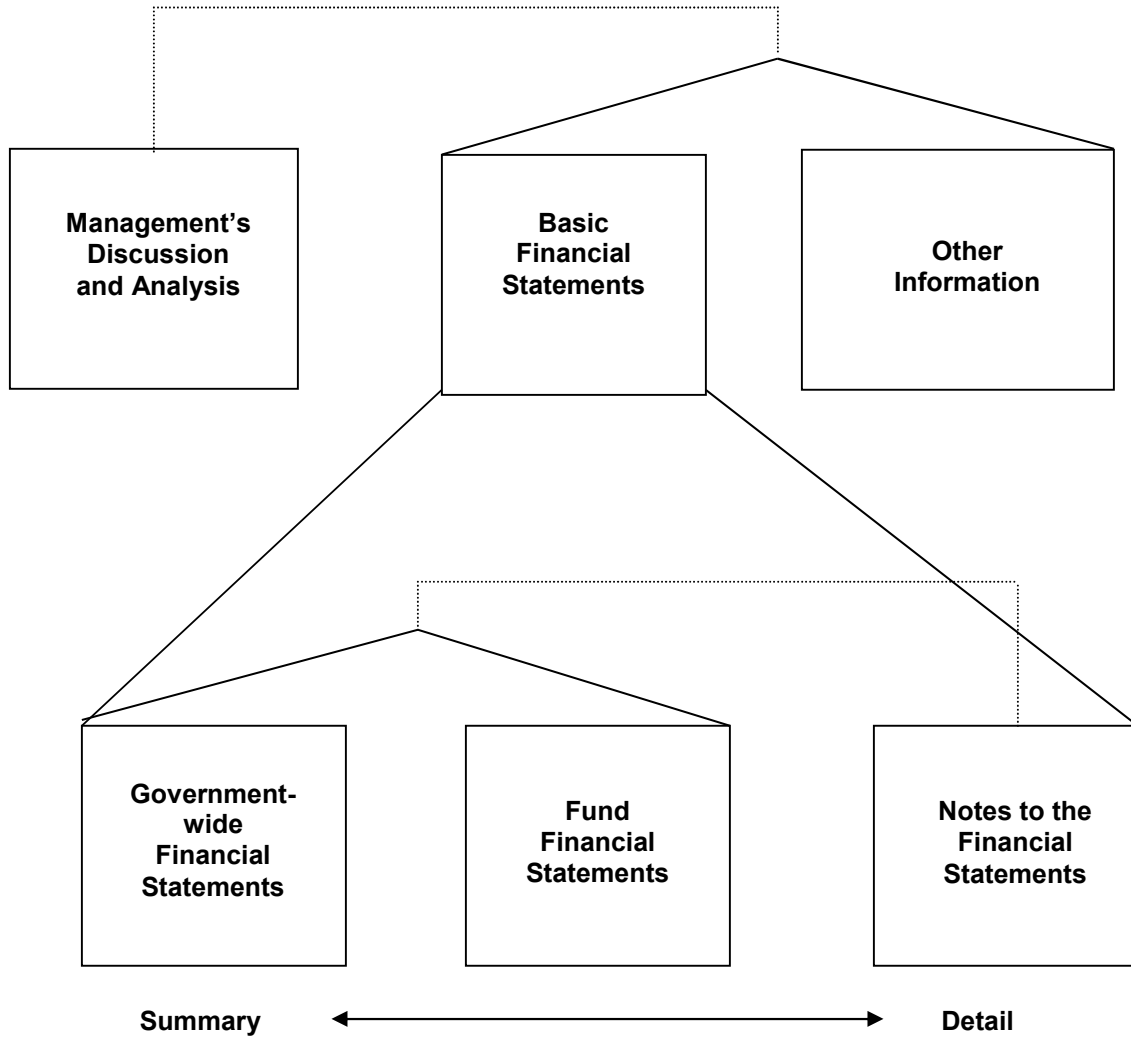 Management’s
Discussion
and Analysis
Basic
Financial
Statements
Other
Information
Government-
wide
Financial
Statements
Fund
Financial
Statements
Notes to the
Financial
Statements
Summary
Detail